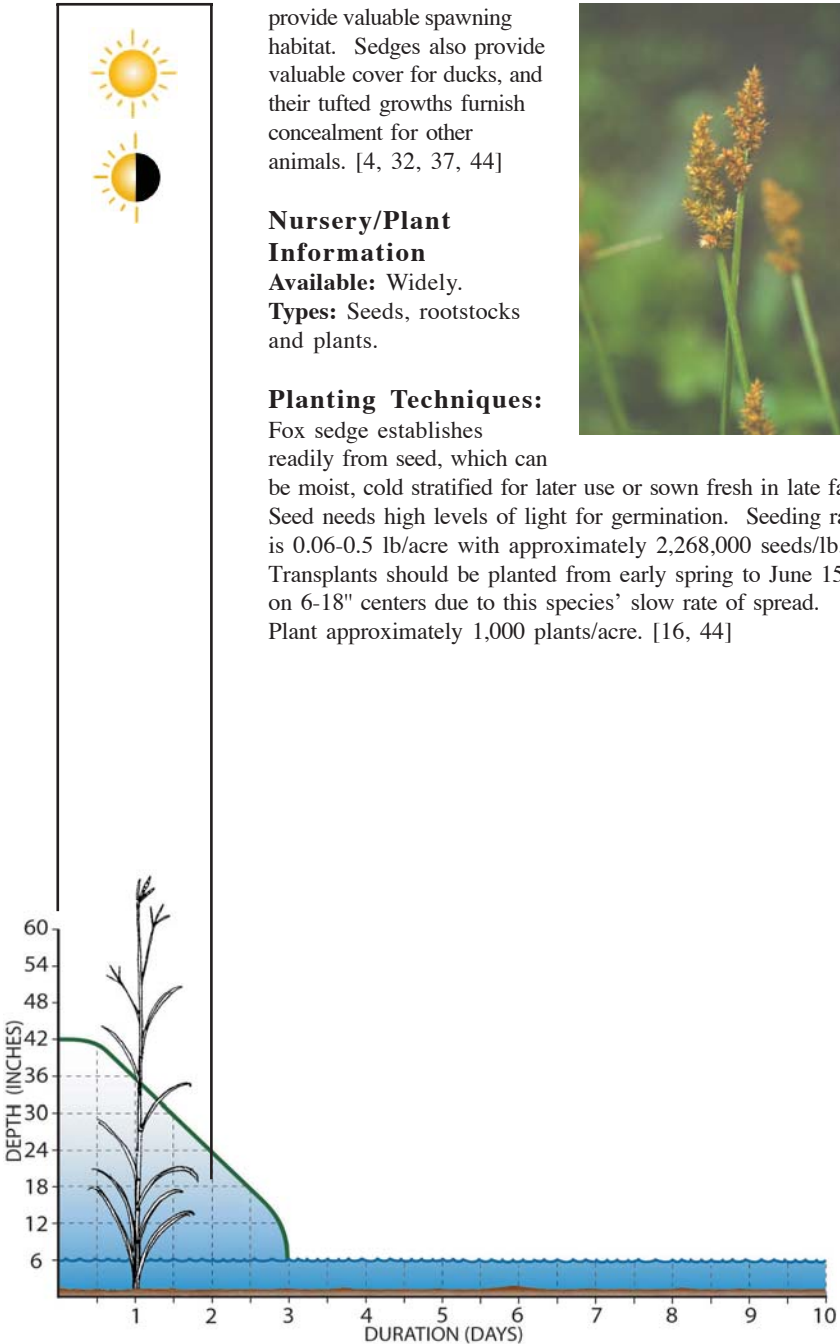 provide valuable spawning
habitat. Sedges also provide
valuable cover for ducks, and
their tufted growths furnish
concealment for other
animals. [4, 32, 37, 44]
Nursery/Plant
Information
Available: Widely.
Types: Seeds, rootstocks
and plants.
Planting Techniques:
Fox sedge establishes
readily from seed, which can
be moist, cold stratified for later use or sown fresh in late
Seed needs high levels of light for germination. Seeding
is 0.06-0.5 lb/acre with approximately 2,268,000 seeds/lb
Transplants should be planted from early spring to June 15
on 6-18" centers due to this species' slow rate of spread.
Plant approximately 1,000 plants/acre. [16, 44]
60
54
48
42
36
30
24
18
12
6
DEPTH (INCHES)
1 2 3 4 5 6 7 8 9 10
DURATION (DAYS)